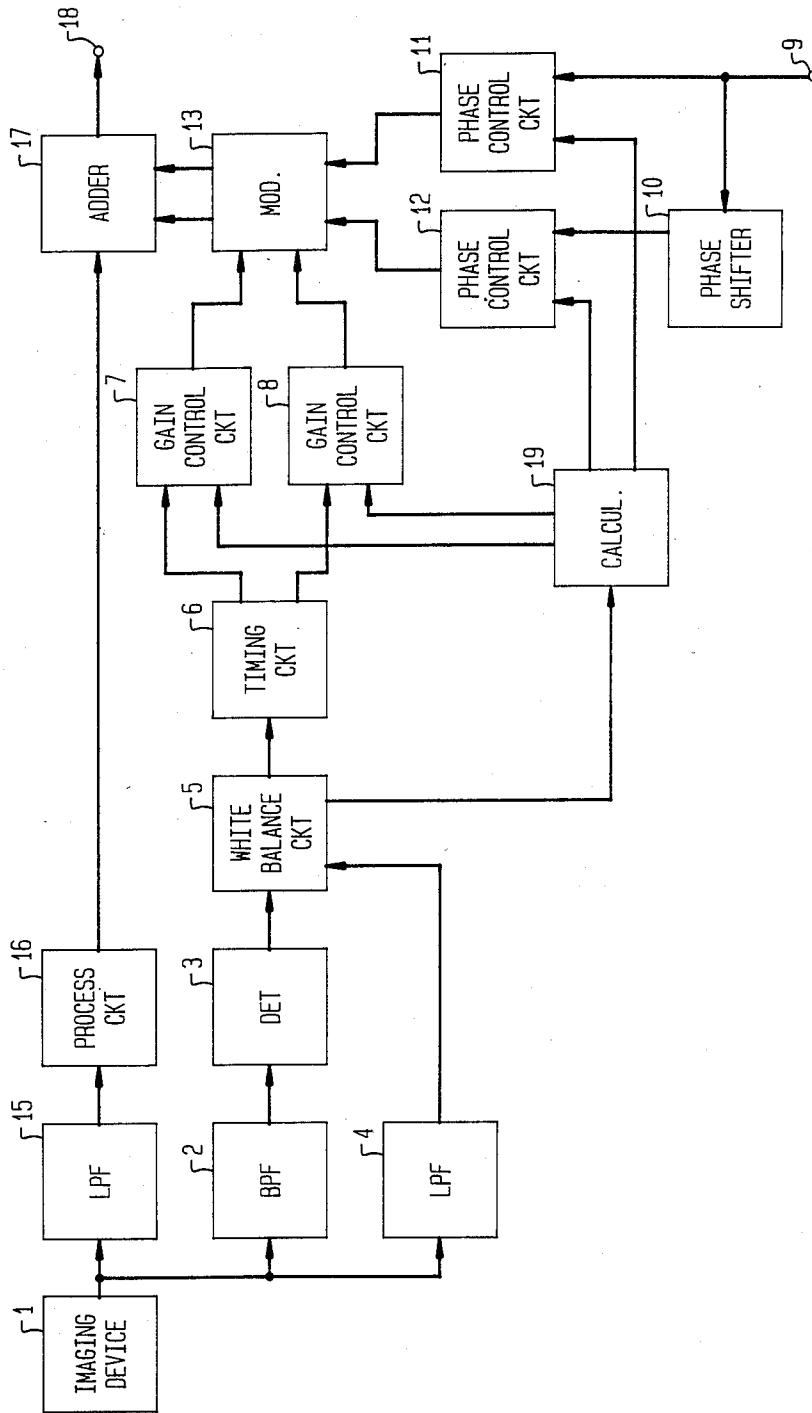 1
IMAGING
DEVICE
15
LPF
16
PROCESS
CKT
17
ADDER
18
2
BPF
3
DET
5
WHITE
BALANCE
CKT
6
TIMING
CKT
7
GAIN
CONTROL
CKT
8
GAIN
CONTROL
CKT
13
MOD.
4
LPF
19
CALCUL.
12
PHASE
CONTROL
CKT
11
PHASE
CONTROL
CKT
10
PHASE
SHIFTER
9